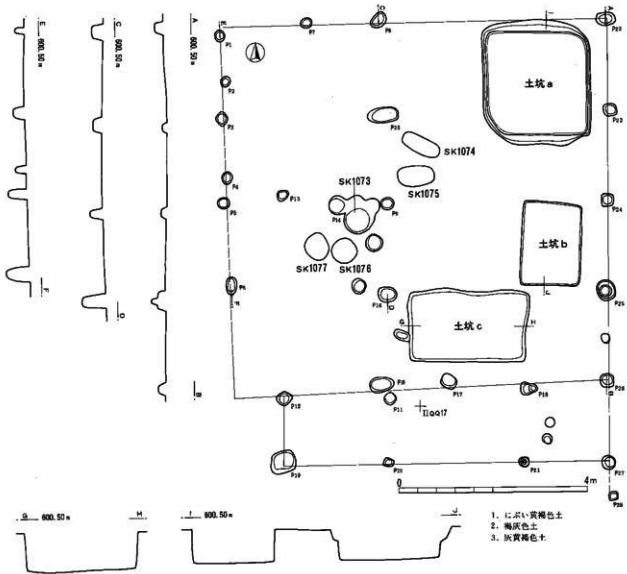 E
600.50m
F
C
600.50m
D
A
600.50m
B
E
P1
P7
C
P8
I
A
P22
P2
P3
土坑a
P23
SK1074
SK1075
P4
P5
P13
SK1073
P14
P9
P24
土坑b
SK1077
SK1076
P6
F
P16
D
J
P25
G
土坑c
H
P12
P11
P17
P18
P26
B
IIQQ17
P19
P20
P21
P27
P28
0
4m
G
600.50m
H
I
600.50m
J
1. にぶい黄褐色土
2. 褐灰色土
3. 灰黄褐色土